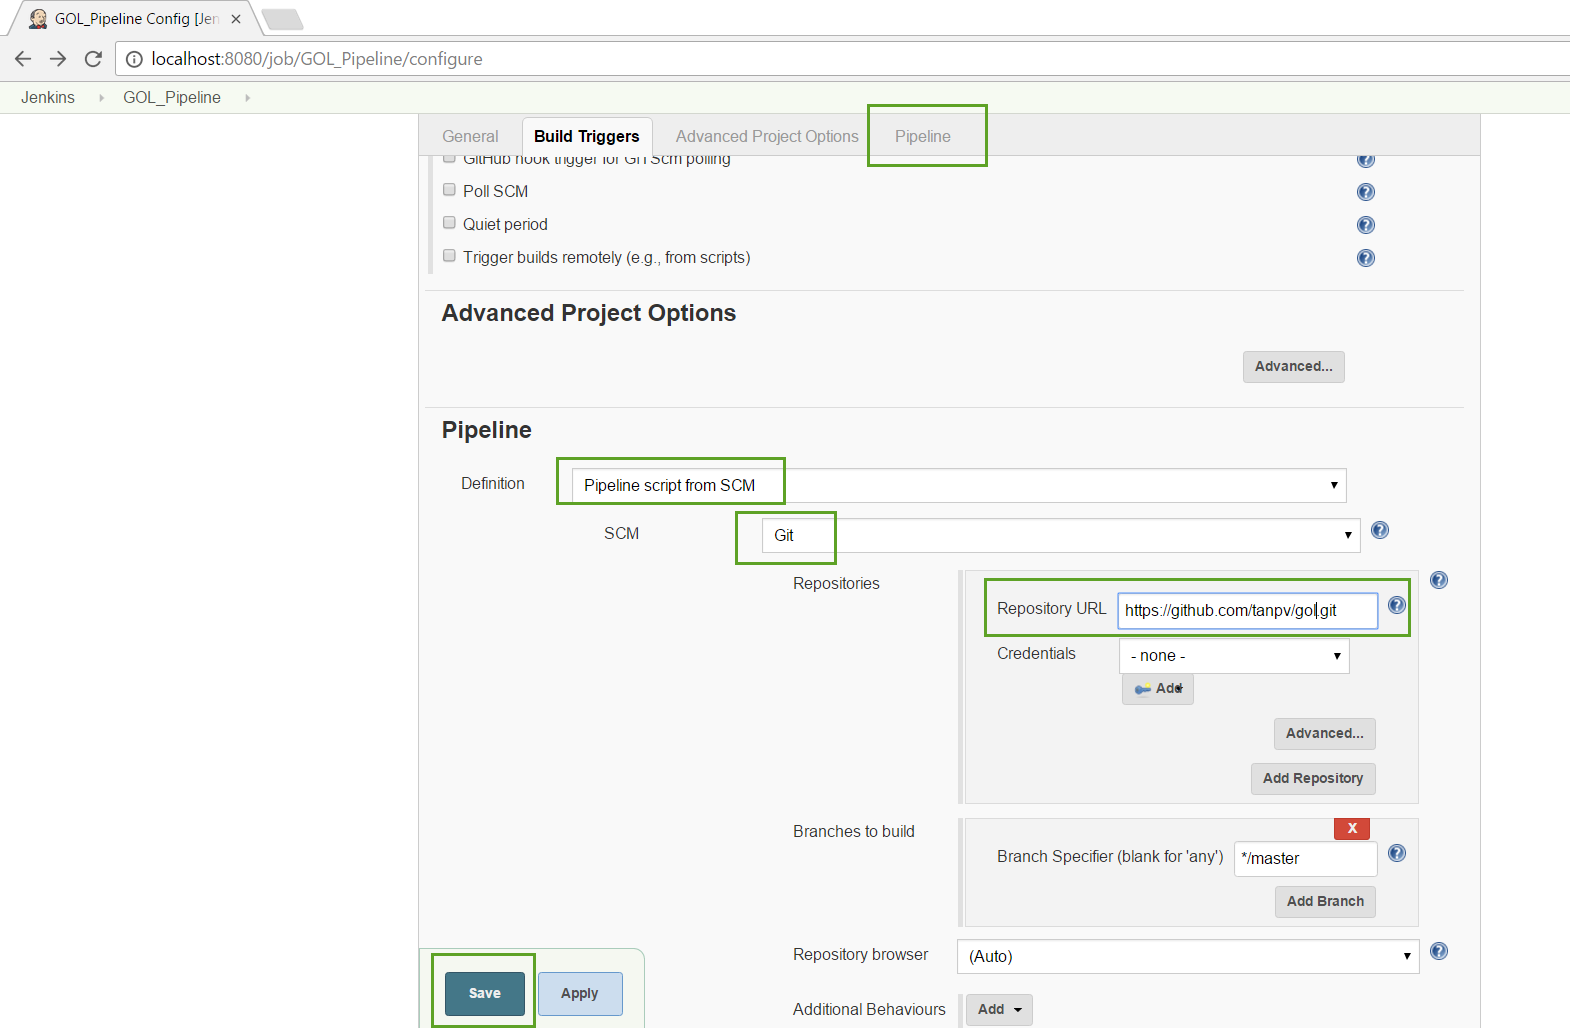 GOL_Pipeline Config [Jen
localhost:8080/job/GOL_Pipeline/configure
Jenkins GOL_Pipeline
General Build Triggers Advanced Project Options Pipeline
GitHub hook trigger for GITScm polling
Poll SCM
Quiet period
Trigger builds remotely (e.g., from scripts)
Advanced Project Options
Advanced...
Pipeline
Definition Pipeline script from SCM
SCM Git
Repositories
Repository URL https://github.com/tanpv/gol.git
Credentials - none -
Add
Advanced...
Add Repository
Branches to build
X
Branch Specifier (blank for 'any') */master
Add Branch
Repository browser (Auto)
Save Apply
Additional Behaviours Add